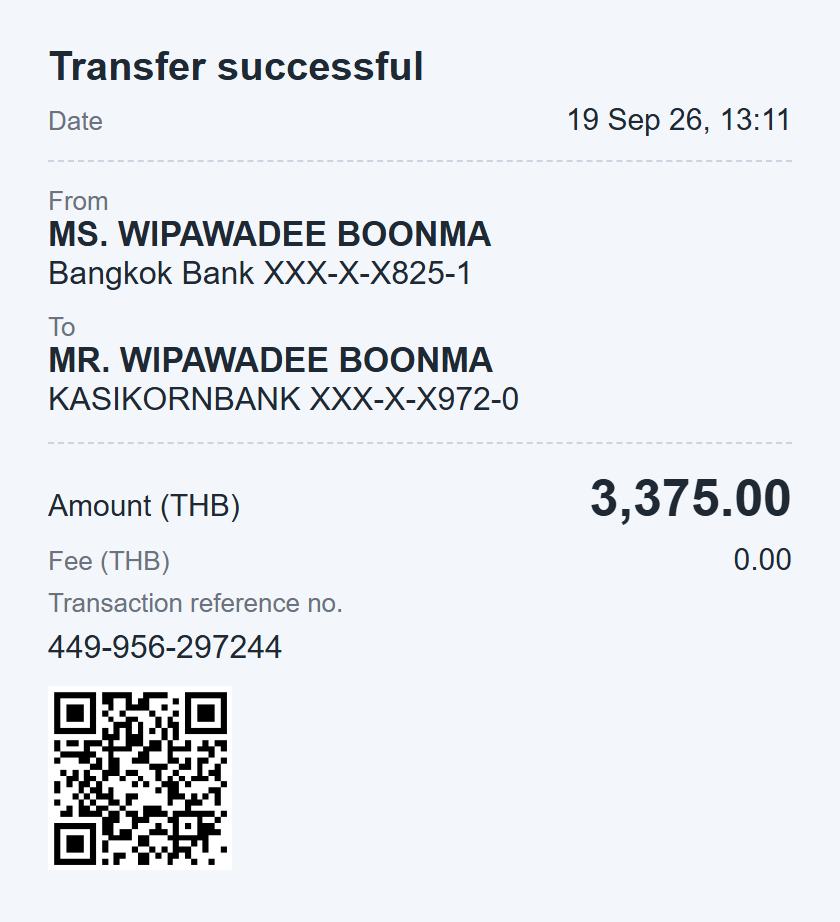 Transfer successful
Date 19 Sep 26, 13:11
From
MS. WIPAWADEE BOONMA
Bangkok Bank XXX-X-X825-1
To
MR. WIPAWADEE BOONMA
KASIKORNBANK XXX-X-X972-0
Amount (THB) 3,375.00
Fee (THB) 0.00
Transaction reference no.
449-956-297244